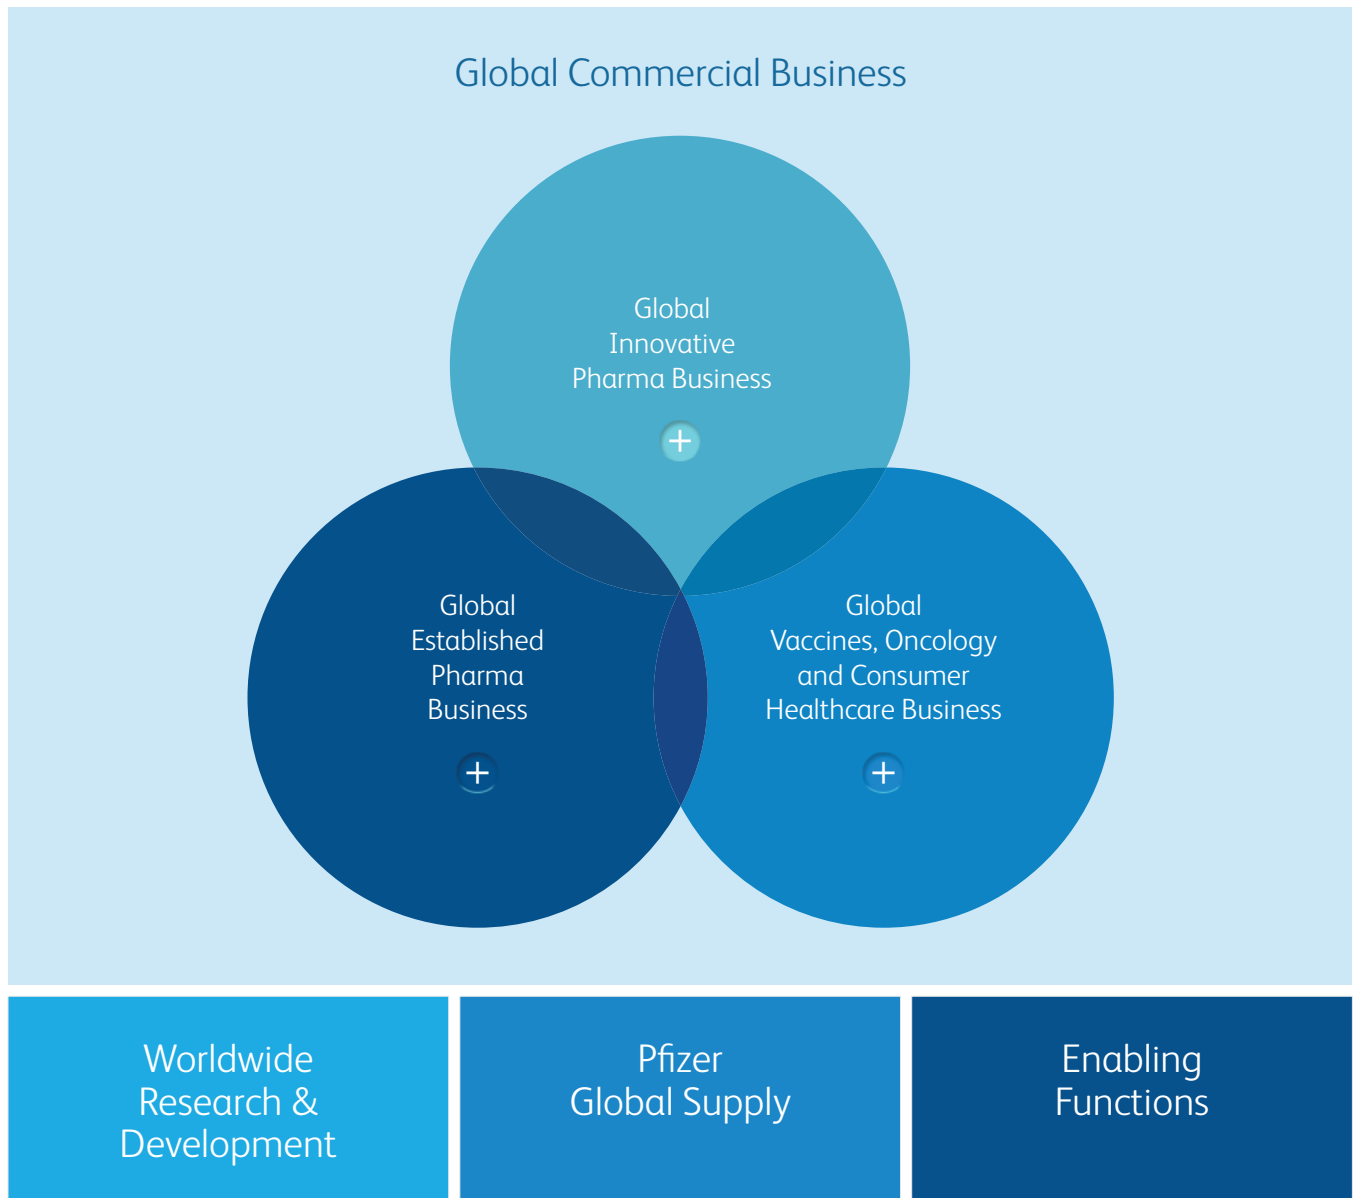 Global Commercial Business
Global
Innovative
Pharma Business
+
Global
Established
Pharma
Business
+
Global
Vaccines, Oncology
and Consumer
Healthcare Business
+
Worldwide
Research &
Development
Pfizer
Global Supply
Enabling
Functions